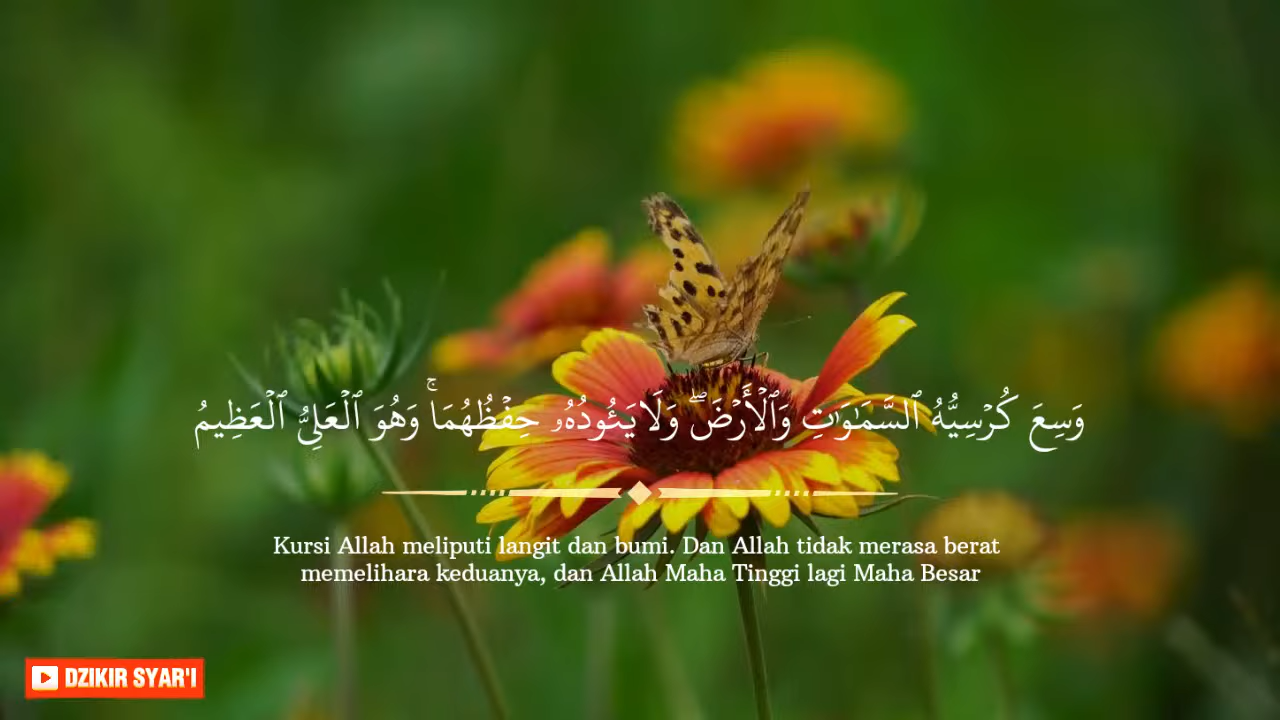 وَسِعَ كُرْسِيُّهُ ٱلسَّمَـٰوَٰتِ وَٱلْأَرْضَ ۖ وَلَا يَـُٔودُهُۥ حِفْظُهُمَا ۚ وَهُوَ ٱلْعَلِىُّ ٱلْعَظِيمُ
Kursi Allah meliputi langit dan bumi. Dan Allah tidak merasa berat
memelihara keduanya, dan Allah Maha Tinggi lagi Maha Besar
DZIKIR SYAR'I